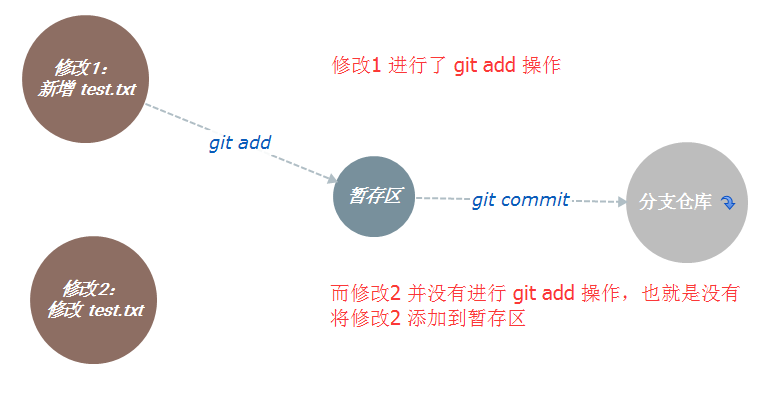 修改1：
新增 test.txt
修改1 进行了 git add 操作
git add
暂存区
git commit
分支仓库
修改2：
修改 test.txt
而修改2 并没有进行 git add 操作，也就是没有
将修改2 添加到暂存区